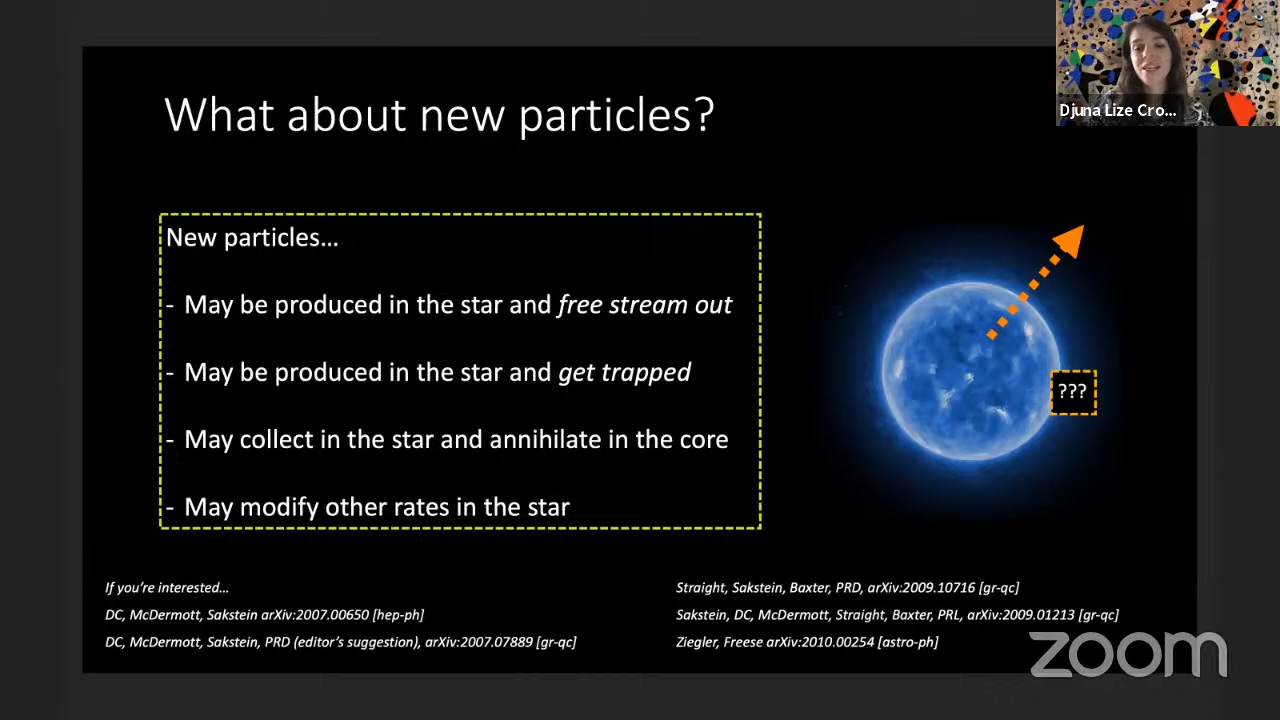 What about new particles?
Djuna Lize Cro...
New particles…
- May be produced in the star and free stream out
- May be produced in the star and get trapped
- May collect in the star and annihilate in the core
- May modify other rates in the star
???
If you're interested…
DC, McDermott, Sakstein arXiv:2007.00650 [hep-ph]
DC, McDermott, Sakstein, PRD (editor's suggestion), arXiv:2007.07889 [gr-qc]
Straight, Sakstein, Baxter, PRD, arXiv:2009.10716 [gr-qc]
Sakstein, DC, McDermott, Straight, Baxter, PRL, arXiv:2009.01213 [gr-qc]
Ziegler, Freese arXiv:2010.00254 [astro-ph]
zoom